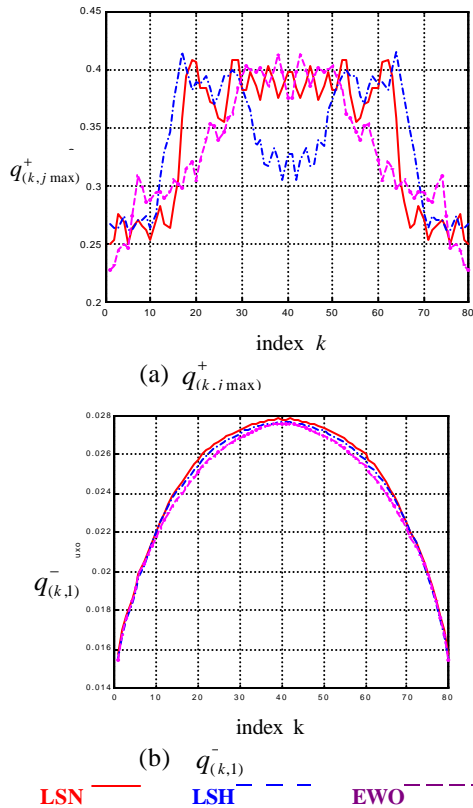 0.45
0.4
0.35
0.3
0.25
0.2
q+(k,j max) -
0 10 20 30 40 50 60 70 80
index k
(a) q+(k,j max)
0.028
0.026
0.024
0.022
uxo
0.02
0.018
0.016
0.014
q−(k,1)
0 10 20 30 40 50 60 70 80
index k
(b) q-(k,1)
LSN LSH EWO